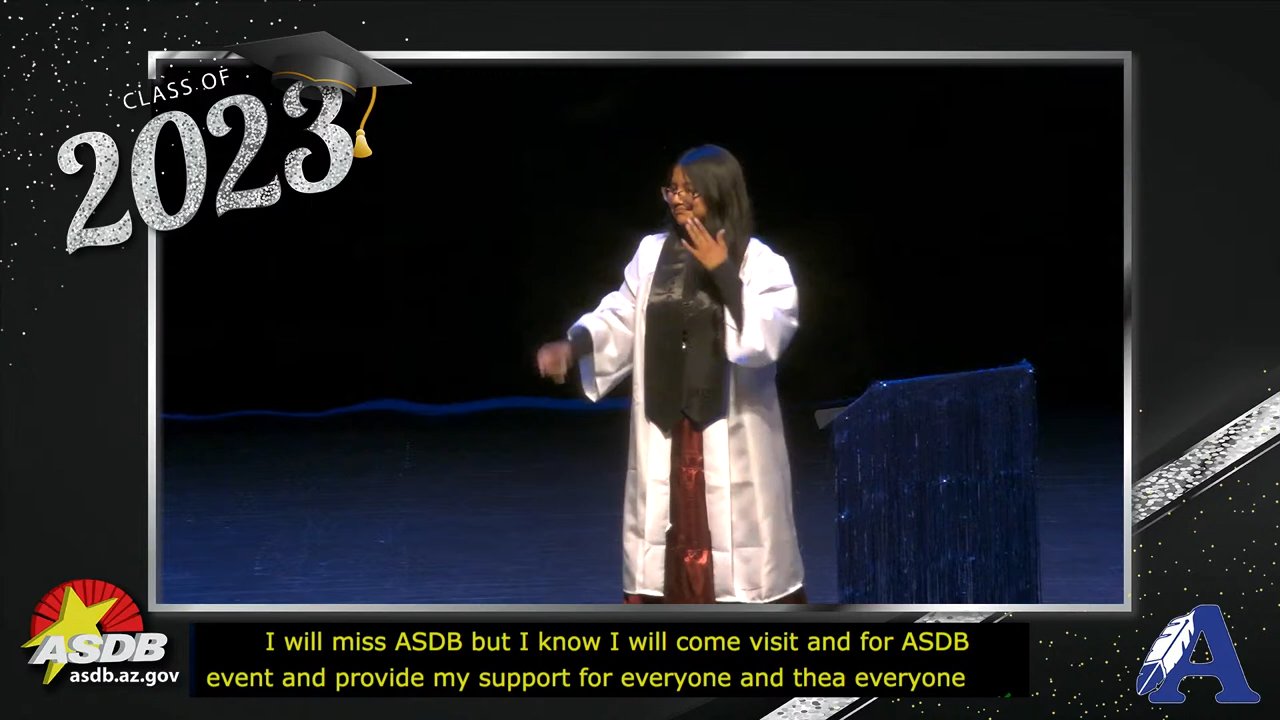 CLASS OF
2023
ASDB
asdb.az.gov
I will miss ASDB but I know I will come visit and for ASDB
event and provide my support for everyone and thea everyone
A